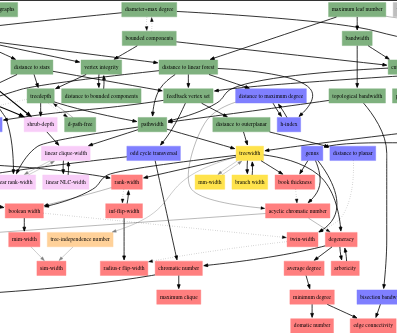 graphs
diameter+max degree
maximum leaf number
bounded components
bandwidth
distance to stars
vertex integrity
distance to linear forest
treedepth
distance to bounded components
feedback vertex set
distance to maximum degree
topological bandwidth
shrub-depth
d-path-free
pathwidth
distance to outerplanar
h-index
linear clique-width
odd cycle transversal
treewidth
genus
distance to planar
linear NLC-width
rank-width
mm-width
branch width
book thickness
boolean width
inf-flip-width
acyclic chromatic number
mim-width
tree-independence number
twin-width
degeneracy
sim-width
radius-r flip-width
chromatic number
average degree
arboricity
maximum clique
minimum degree
bisection bandw
domatic number
edge connectivity